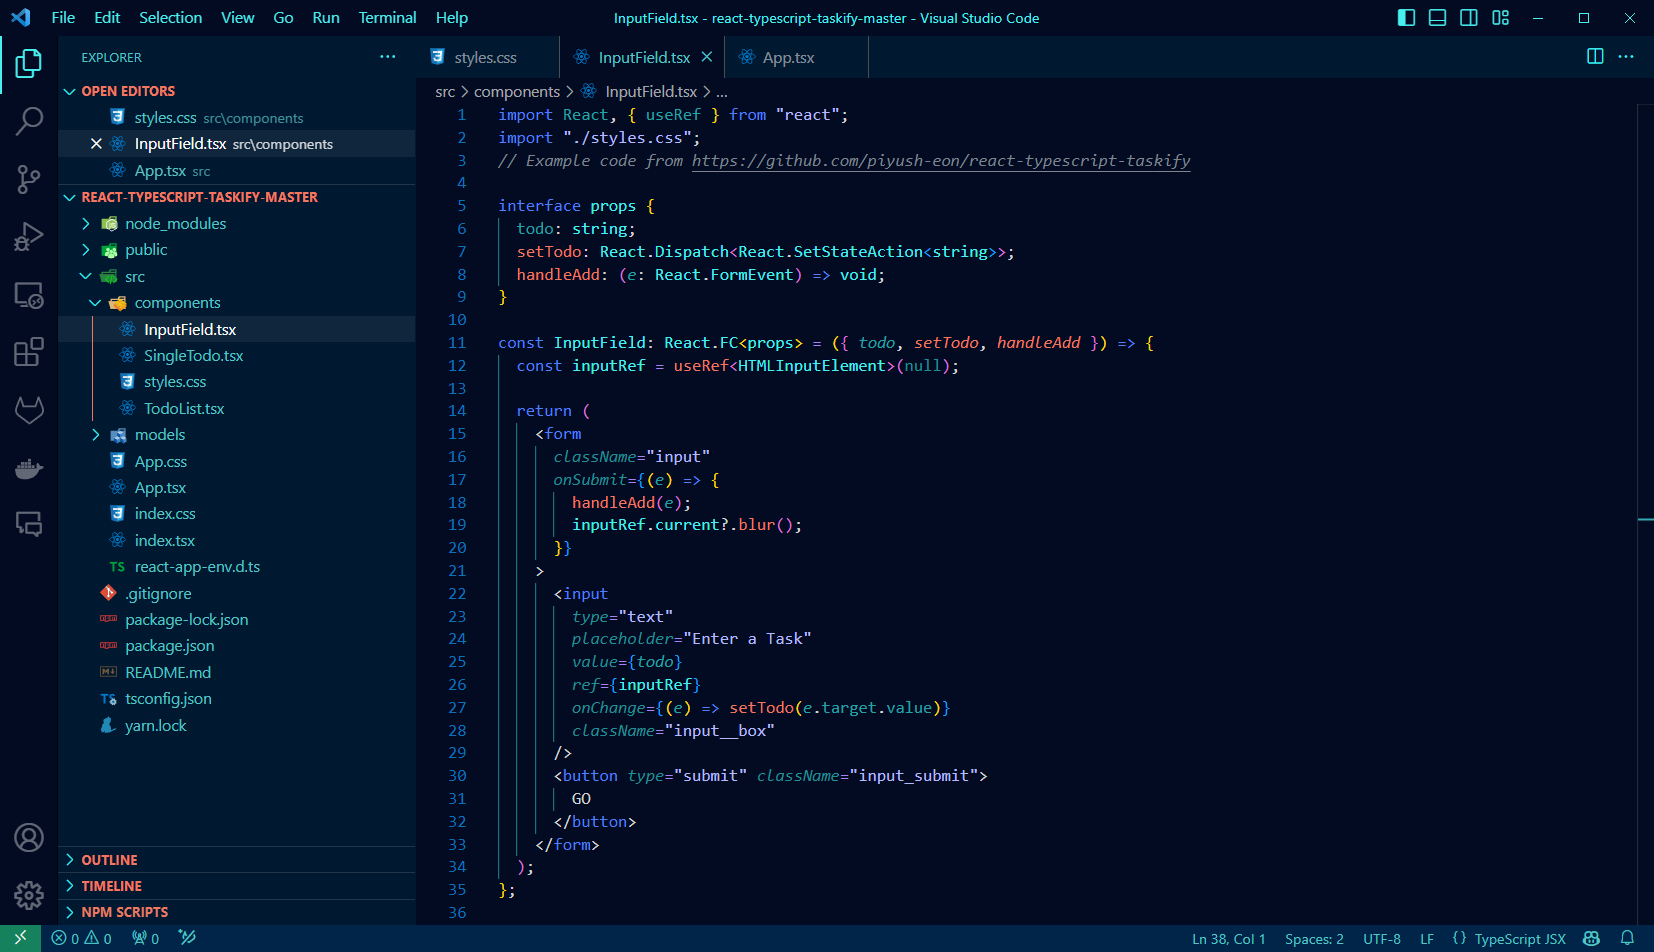 File Edit Selection View Go Run Terminal Help
InputField.tsx - react-typescript-taskify-master - Visual Studio Code
EXPLORER
OPEN EDITORS
styles.css src\components
InputField.tsx src\components
App.tsx src
REACT-TYPESCRIPT-TASKIFY-MASTER
node_modules
public
src
components
InputField.tsx
SingleTodo.tsx
styles.css
TodoList.tsx
models
App.css
App.tsx
index.css
index.tsx
TS react-app-env.d.ts
.gitignore
package-lock.json
package.json
README.md
TS tsconfig.json
yarn.lock
OUTLINE
TIMELINE
NPM SCRIPTS
styles.css InputField.tsx App.tsx
src > components > InputField.tsx > ...
1 import React, { useRef } from "react";
2 import "./styles.css";
3 // Example code from https://github.com/piyush-eon/react-typescript-taskify
4
5 interface props {
6 todo: string;
7 setTodo: React.Dispatch<React.SetStateAction<string>>;
8 handleAdd: (e: React.FormEvent) => void;
9 }
10
11 const InputField: React.FC<props> = ({ todo, setTodo, handleAdd }) => {
12 const inputRef = useRef<HTMLInputElement>(null);
13
14 return (
15 <form
16 className="input"
17 onSubmit={(e) => {
18 handleAdd(e);
19 inputRef.current?.blur();
20 }}
21 >
22 <input
23 type="text"
24 placeholder="Enter a Task"
25 value={todo}
26 ref={inputRef}
27 onChange={(e) => setTodo(e.target.value)}
28 className="input__box"
29 />
30 <button type="submit" className="input_submit">
31 GO
32 </button>
33 </form>
34 );
35 };
36
0 0 0
Ln 38, Col 1 Spaces: 2 UTF-8 LF {} TypeScript JSX